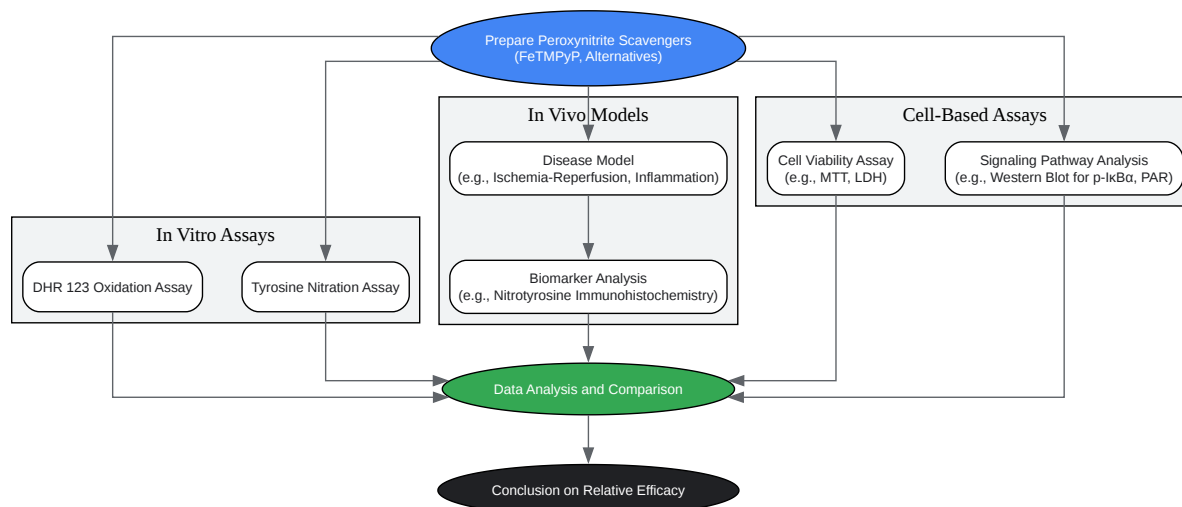 Prepare Peroxynitrite Scavengers
(FeTMPyP, Alternatives)
In Vivo Models
Cell-Based Assays
Disease Model
(e.g., Ischemia-Reperfusion, Inflammation)
Cell Viability Assay
(e.g., MTT, LDH)
Signaling Pathway Analysis
(e.g., Western Blot for p-IκBα, PAR)
In Vitro Assays
DHR 123 Oxidation Assay
Tyrosine Nitration Assay
Biomarker Analysis
(e.g., Nitrotyrosine Immunohistochemistry)
Data Analysis and Comparison
Conclusion on Relative Efficacy